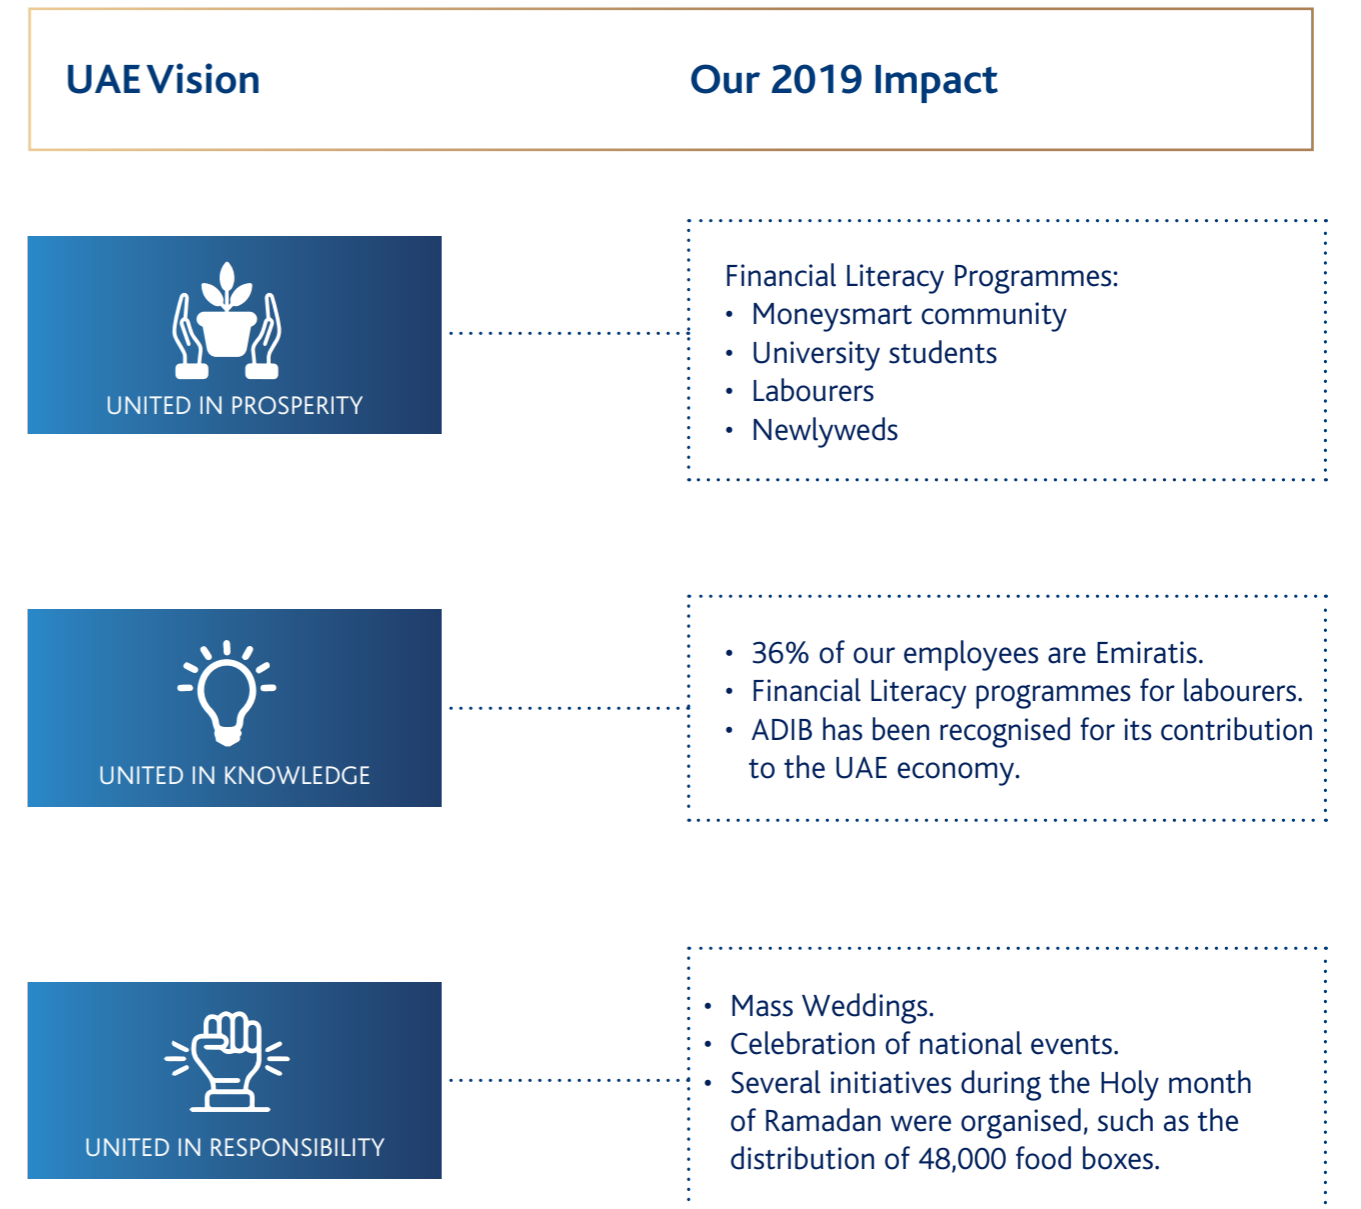 UAE Vision
Our 2019 Impact
UNITED IN PROSPERITY
Financial Literacy Programmes:
• Moneysmart community
• University students
• Labourers
• Newlyweds
UNITED IN KNOWLEDGE
• 36% of our employees are Emiratis.
• Financial Literacy programmes for labourers.
• ADIB has been recognised for its contribution
to the UAE economy.
UNITED IN RESPONSIBILITY
• Mass Weddings.
• Celebration of national events.
• Several initiatives during the Holy month
of Ramadan were organised, such as the
distribution of 48,000 food boxes.